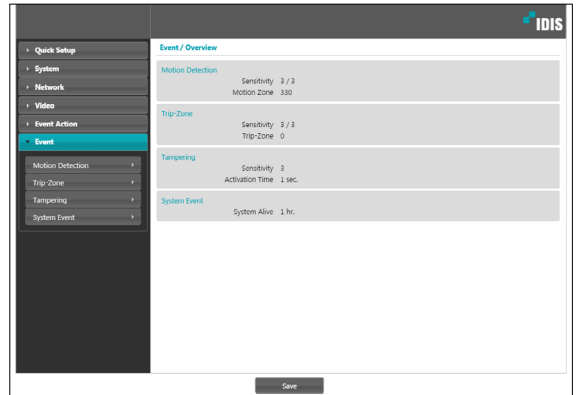 IDIS
Quick Setup
System
Network
Video
Event Action
Event
Motion Detection
Trip-Zone
Tampering
System Event
Event / Overview
Motion Detection
Sensitivity 3 / 3
Motion Zone 330
Trip-Zone
Sensitivity 3 / 3
Trip-Zone 0
Tampering
Sensitivity 3
Activation Time 1 sec.
System Event
System Alive 1 hr.
Save